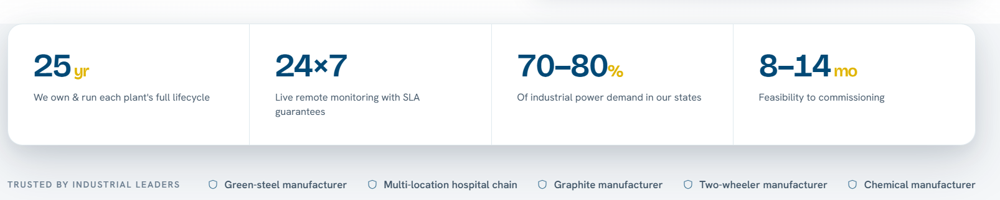 25 yr
We own & run each plant's full lifecycle
24×7
Live remote monitoring with SLA
guarantees
70–80%
Of industrial power demand in our states
8–14 mo
Feasibility to commissioning
TRUSTED BY INDUSTRIAL LEADERS Green-steel manufacturer Multi-location hospital chain Graphite manufacturer Two-wheeler manufacturer Chemical manufacturer